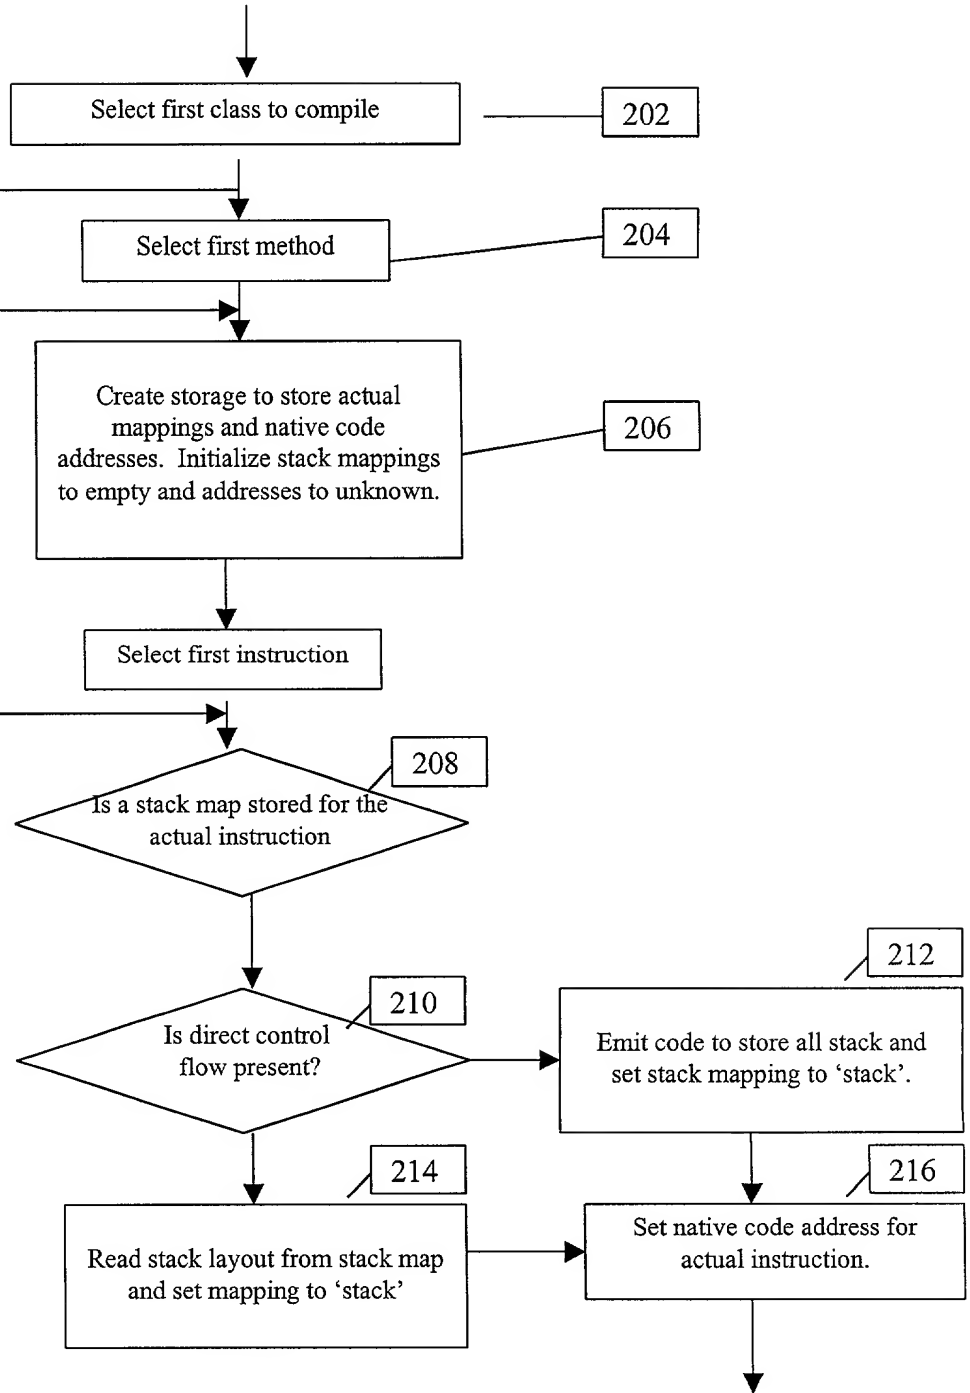 Select first class to compile
202
Select first method
204
Create storage to store actual
mappings and native code
addresses. Initialize stack mappings
to empty and addresses to unknown.
206
Select first instruction
208
Is a stack map stored for the
actual instruction
210
Is direct control
flow present?
212
Emit code to store all stack and
set stack mapping to ‘stack’.
214
Read stack layout from stack map
and set mapping to ‘stack’
216
Set native code address for
actual instruction.